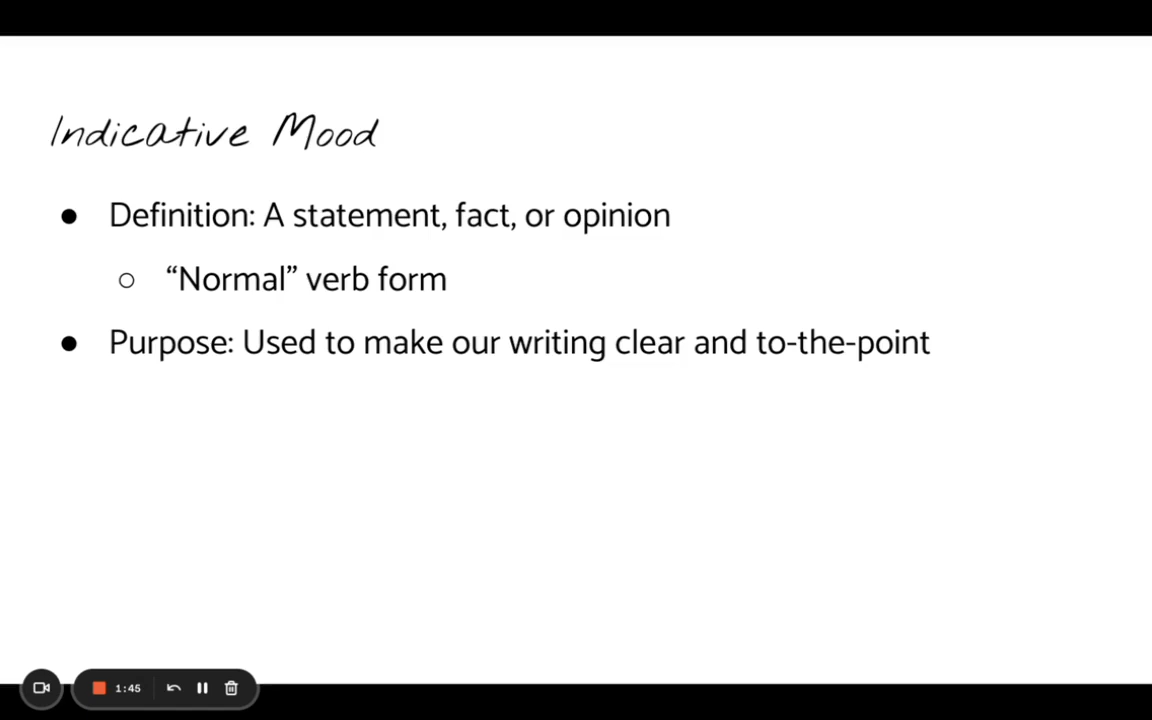 Indicative Mood
● Definition: A statement, fact, or opinion
○ “Normal” verb form
● Purpose: Used to make our writing clear and to-the-point
1:45